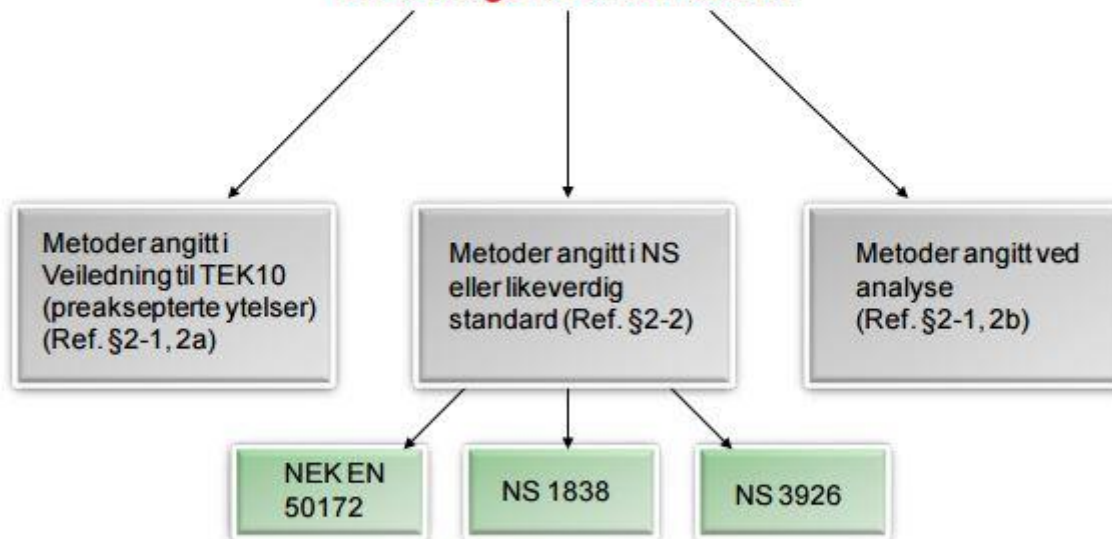 Metoder angitt i
Veiledning til TEK10
(preaksepterte ytelser)
(Ref. §2-1, 2a)
Metoder angitt i NS
eller likeverdig
standard (Ref. §2-2)
Metoder angitt ved
analyse
(Ref. §2-1, 2b)
NEK EN
50172
NS 1838
NS 3926